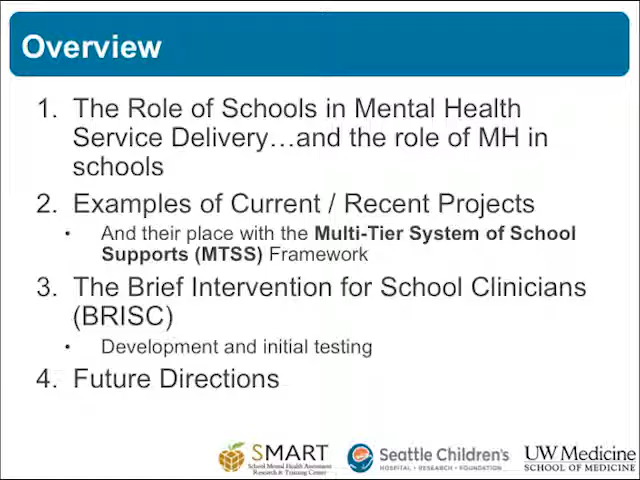 Overview
1. The Role of Schools in Mental Health
Service Delivery…and the role of MH in
schools
2. Examples of Current / Recent Projects
• And their place with the Multi-Tier System of School
Supports (MTSS) Framework
3. The Brief Intervention for School Clinicians
(BRISC)
• Development and initial testing
4. Future Directions
SMART
School Mental Health Assessment
Research & Training Center
Seattle Children's
HOSPITAL • RESEARCH • FOUNDATION
UW Medicine
SCHOOL OF MEDICINE